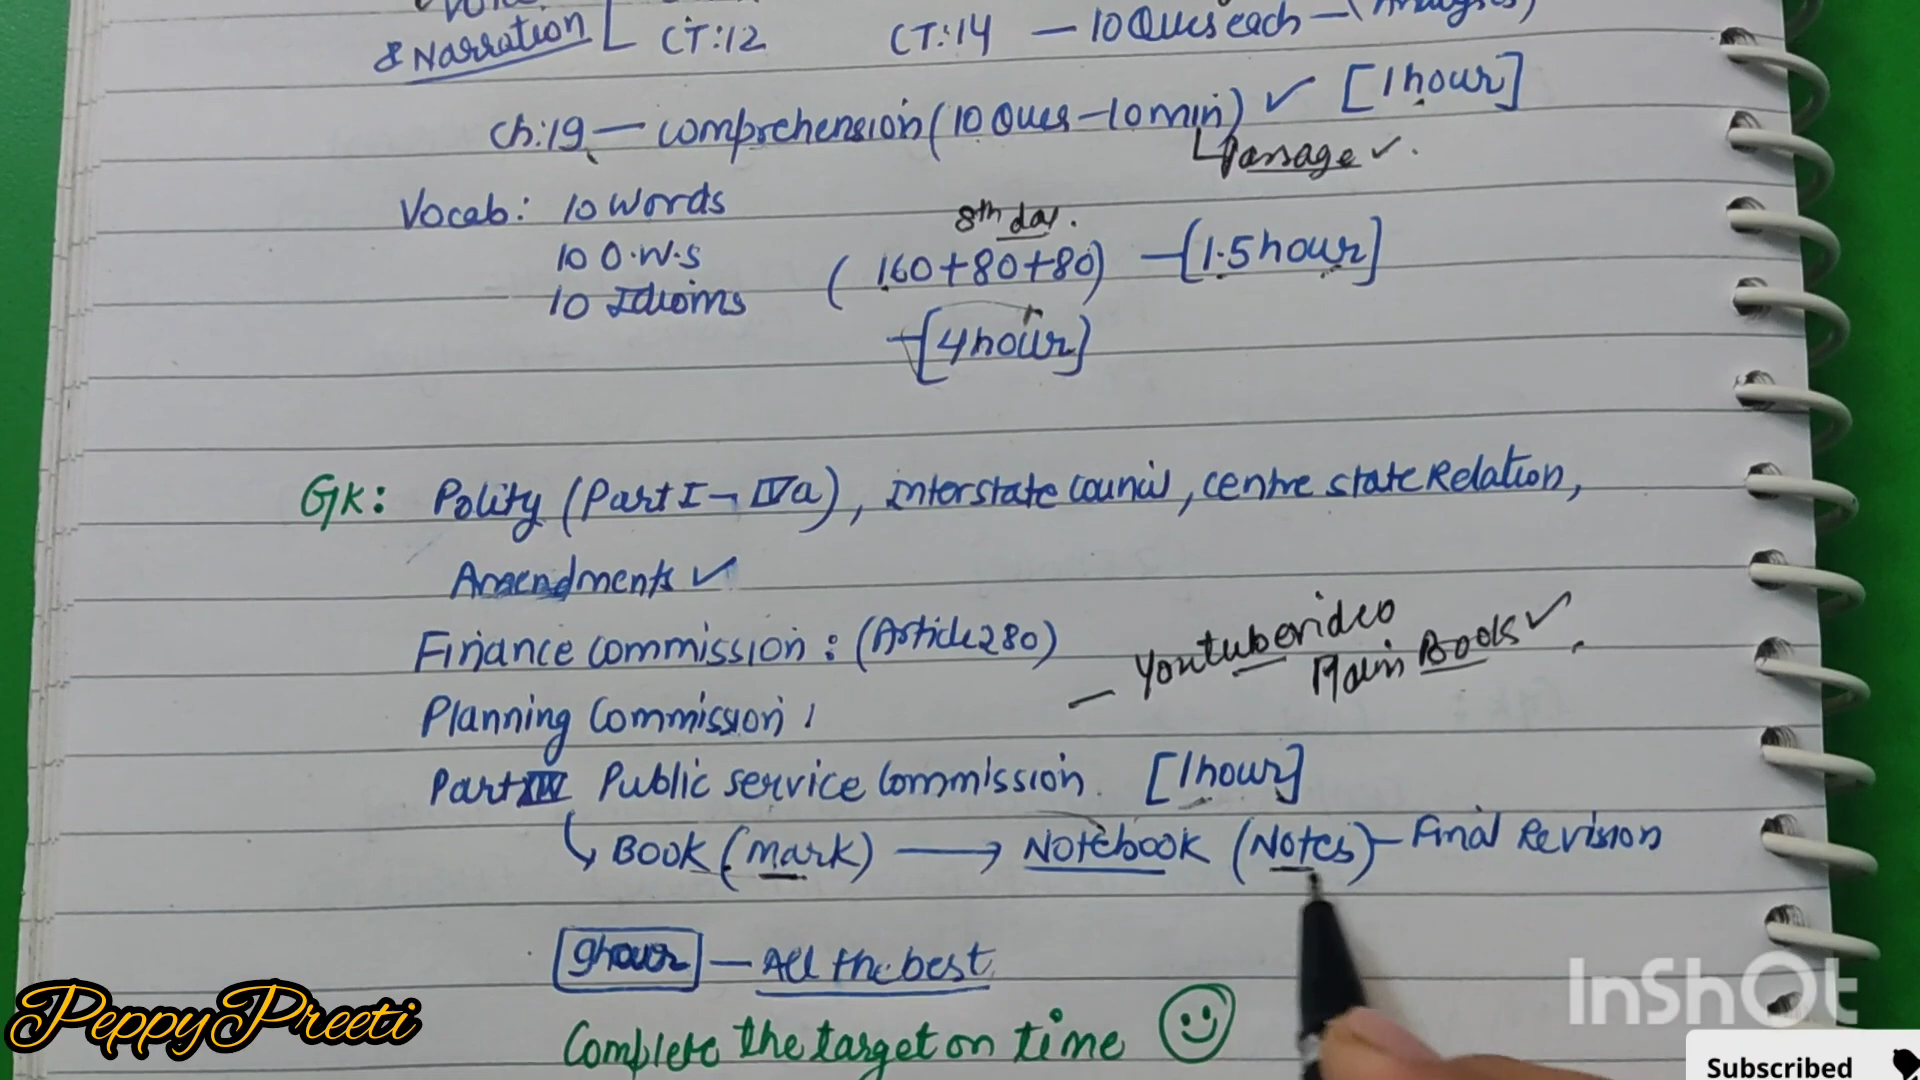 & Narration CT:12 CT:14 — 10 Ques each — (Analysis)
Ch:19 — comprehension (10 Ques - 10 min) ✓ [1 hour]
Passage ✓.
Vocab: 10 words
8th day.
10 O.W.S (160+80+80) — [1.5 hour]
10 Idioms
— [4 hour]
GK: Polity (Part I → IVa), Interstate Council, centre state Relation,
Amendments ✓
Finance commission : (Article 280)
— Youtube video
Main Books ✓.
Planning Commission :
Public service Commission. [1 hour]
↳ Book (mark) → Notebook (Notes) - Final Revision
9 hour — All the best
Complete the target on time
PeppyPreeti
InShOt
Subscribed